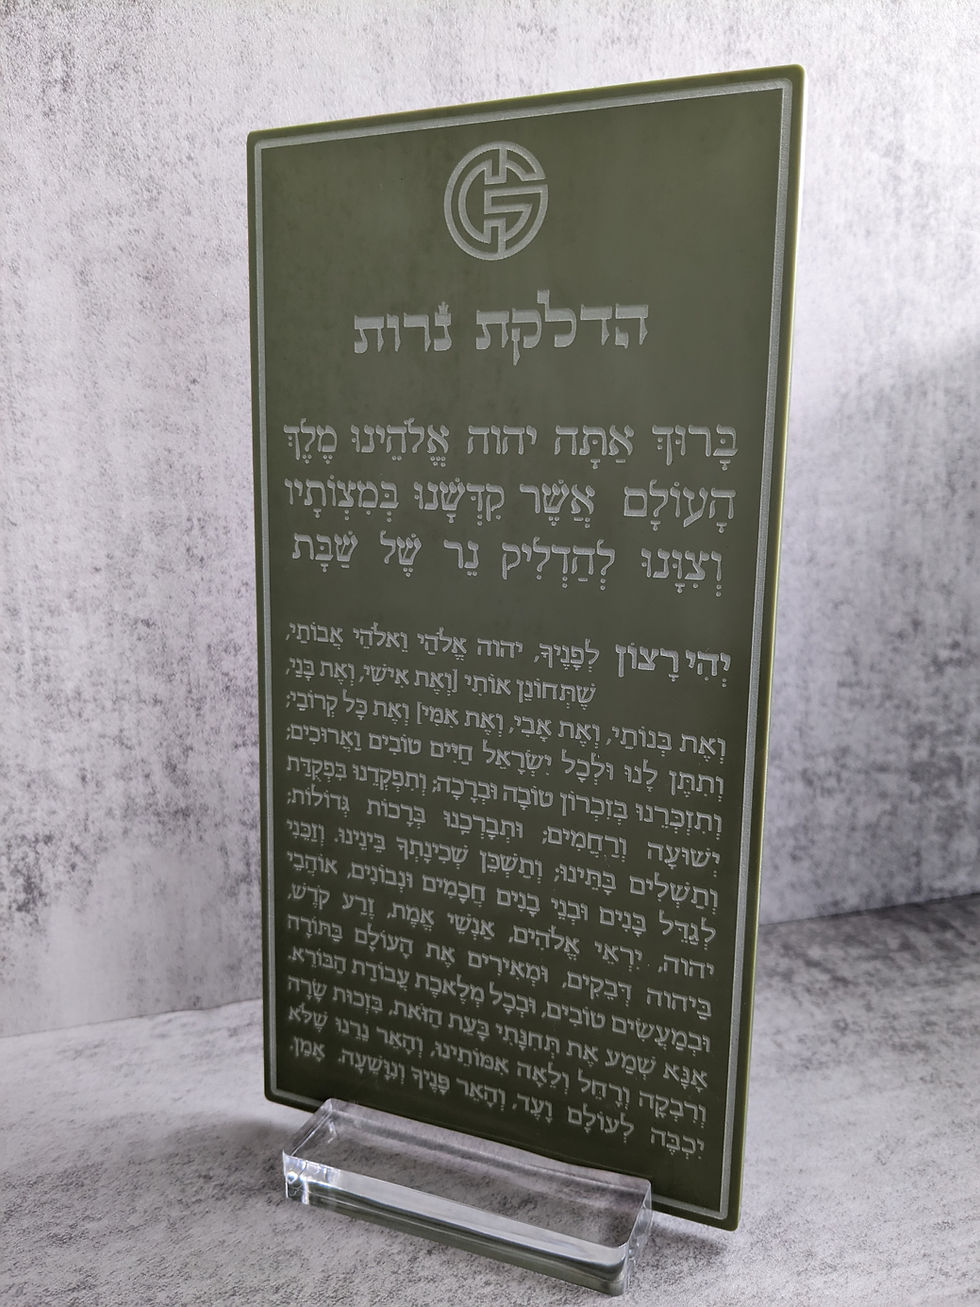 הדלקת נרות
בָּרוּךְ אַתָּה יהוה אֱלֹהֵינוּ מֶלֶךְ
הָעוֹלָם אֲשֶׁר קִדְּשָׁנוּ בְּמִצְוֹתָיו
וְצִוָּנוּ לְהַדְלִיק נֵר שֶׁל שַׁבָּת
יְהִי רָצוֹן לְפָנֶיךָ, יהוה אֱלֹהַי וֵאלֹהֵי אֲבוֹתַי,
שֶׁתְּחוֹנֵן אוֹתִי [וְאֶת אִישִׁי, וְאֶת בָּנַי,
וְאֶת בְּנוֹתַי, וְאֶת אָבִי, וְאֶת אִמִּי] וְאֶת כָּל קְרוֹבַי;
וְתִתֵּן לָנוּ וּלְכָל יִשְׂרָאֵל חַיִּים טוֹבִים וַאֲרוּכִים;
וְתִזְכְּרֵנוּ בְּזִכְרוֹן טוֹבָה וּבְרָכָה; וְתִפְקְדֵנוּ בִּפְקֻדַּת
יְשׁוּעָה וְרַחֲמִים; וּתְבָרְכֵנוּ בְּרָכוֹת גְּדוֹלוֹת;
וְתַשְׁלִים בָּתֵּינוּ; וְתַשְׁכֵּן שְׁכִינָתְךָ בֵּינֵינוּ. וְזַכֵּנִי
לְגַדֵּל בָּנִים וּבְנֵי בָנִים חֲכָמִים וּנְבוֹנִים, אוֹהֲבֵי
יהוה, יִרְאֵי אֱלֹהִים, אַנְשֵׁי אֱמֶת, זֶרַע קֹדֶשׁ,
בַּיהוה דְּבֵקִים, וּמְאִירִים אֶת הָעוֹלָם בַּתּוֹרָה
וּבְמַעֲשִׂים טוֹבִים, וּבְכָל מְלֶאכֶת עֲבוֹדַת הַבּוֹרֵא.
אָנָּא שְׁמַע אֶת תְּחִנָּתִי בָּעֵת הַזּוֹאת, בִּזְכוּת שָׂרָה
וְרִבְקָה וְרָחֵל וְלֵאָה אִמּוֹתֵינוּ, וְהָאֵר נֵרֵנוּ שֶׁלֹּא
יִכְבֶּה לְעוֹלָם וָעֶד, וְהָאֵר פָּנֶיךָ וְנִוָּשֵׁעָה. אָמֵן.